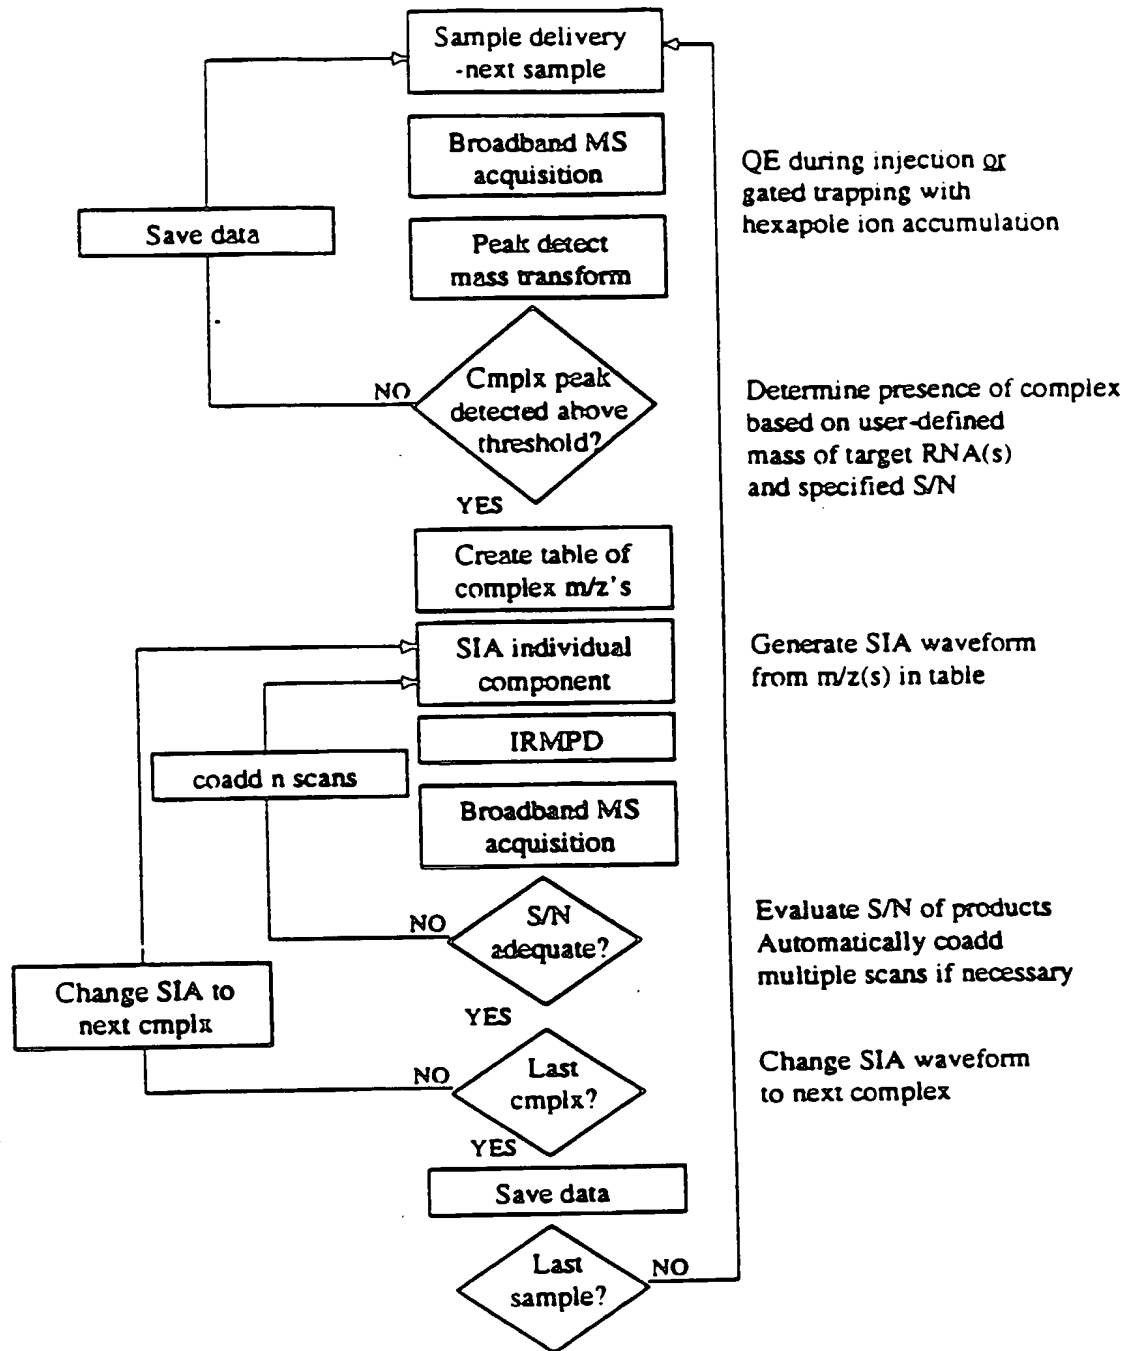 Sample delivery
-next sample
Broadband MS
acquisition
QE during injection or
gated trapping with
hexapole ion accumulation
Save data
Peak detect
mass transform
NO
Cmplx peak
detected above
threshold?
Determine presence of complex
based on user-defined
mass of target RNA(s)
and specified S/N
YES
Create table of
complex m/z's
SIA individual
component
Generate SIA waveform
from m/z(s) in table
IRMPD
coadd n scans
Broadband MS
acquisition
NO
S/N
adequate?
Evaluate S/N of products
Automatically coadd
multiple scans if necessary
Change SIA to
next cmplx
YES
NO
Last
cmplx?
Change SIA waveform
to next complex
YES
Save data
Last
sample?
NO